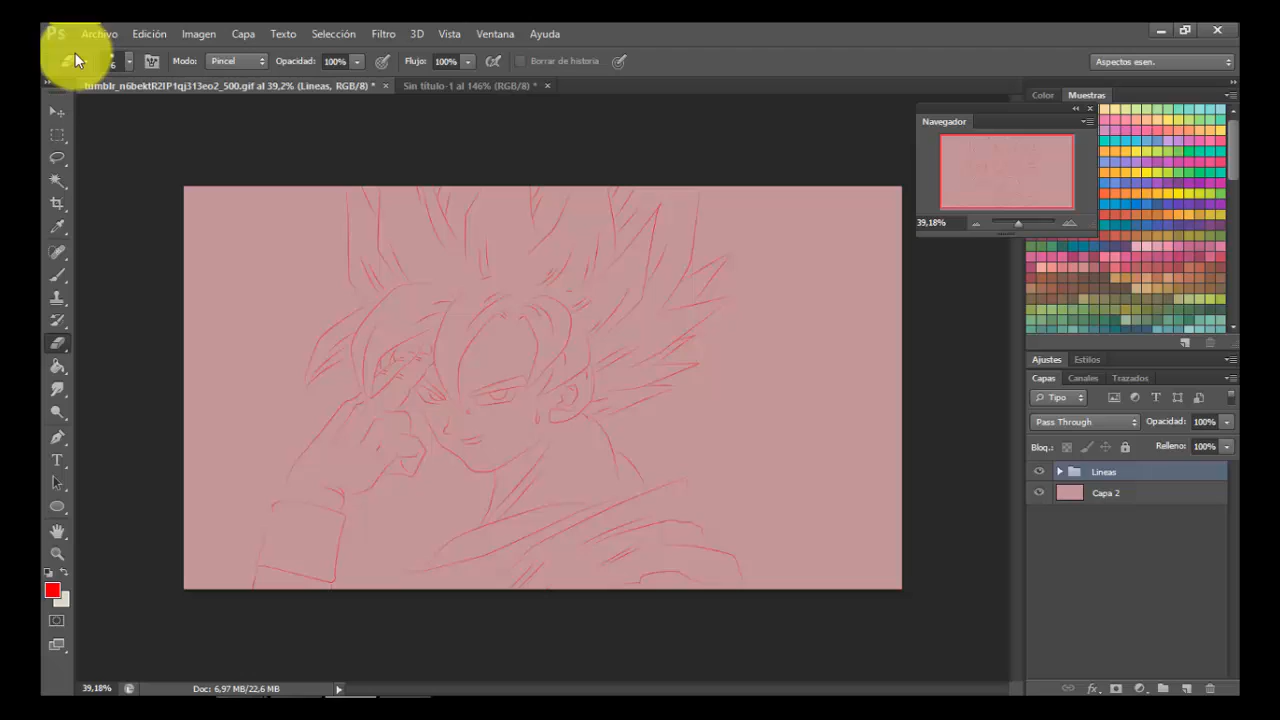 Ps Archivo Edición Imagen Capa Texto Selección Filtro 3D Vista Ventana Ayuda
6 Modo: Pincel Opacidad: 100% Flujo: 100% Borrar de historia Aspectos esen.
tumblr_n6bektR2IP1qj313eo2_500.gif al 39,2% (Lineas, RGB/8) * × Sin título-1 al 146% (RGB/8) * ×
Color Muestras
Navegador
39,18%
Ajustes Estilos
Capas Canales Trazados
Tipo
Pass Through Opacidad: 100%
Bloq.: Relleno: 100%
Lineas
Capa 2
39,18% Doc: 6,97 MB/22,6 MB